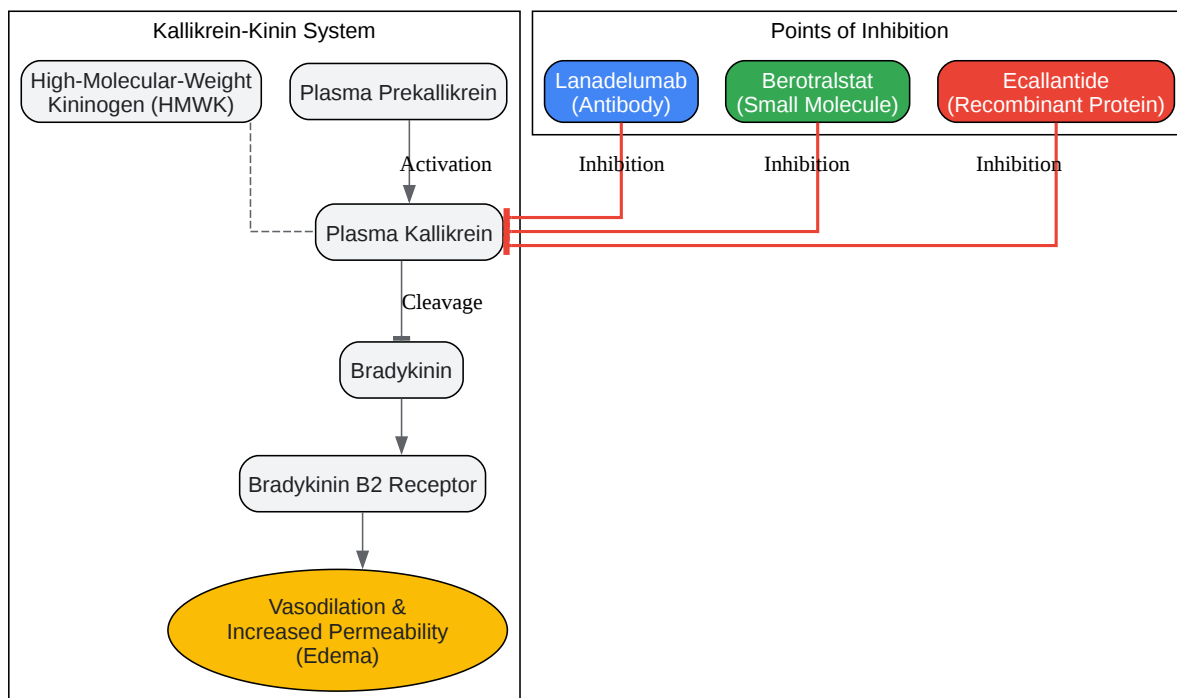 Kallikrein-Kinin System
High-Molecular-Weight
Kininogen (HMWK)
Plasma Prekallikrein
Activation
Plasma Kallikrein
Cleavage
Bradykinin
Bradykinin B2 Receptor
Vasodilation &
Increased Permeability
(Edema)
Points of Inhibition
Lanadelumab
(Antibody)
Berotralstat
(Small Molecule)
Ecallantide
(Recombinant Protein)
Inhibition
Inhibition
Inhibition